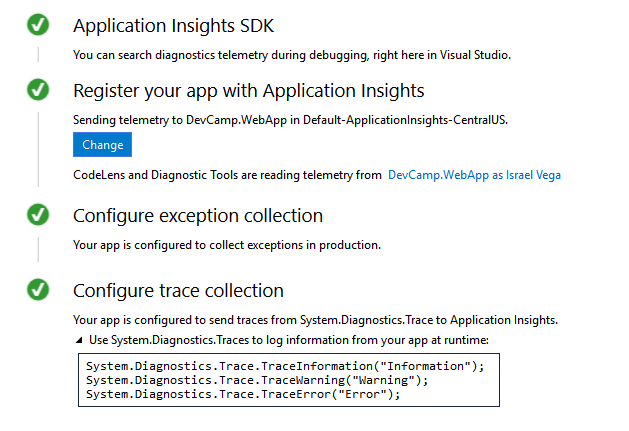 Application Insights SDK
You can search diagnostics telemetry during debugging, right here in Visual Studio.
Register your app with Application Insights
Sending telemetry to DevCamp.WebApp in Default-ApplicationInsights-CentralUS.
Change
CodeLens and Diagnostic Tools are reading telemetry from DevCamp.WebApp as Israel Vega
Configure exception collection
Your app is configured to collect exceptions in production.
Configure trace collection
Your app is configured to send traces from System.Diagnostics.Trace to Application Insights.
Use System.Diagnostics.Traces to log information from your app at runtime:
System.Diagnostics.Trace.TraceInformation("Information");
System.Diagnostics.Trace.TraceWarning("Warning");
System.Diagnostics.Trace.TraceError("Error");